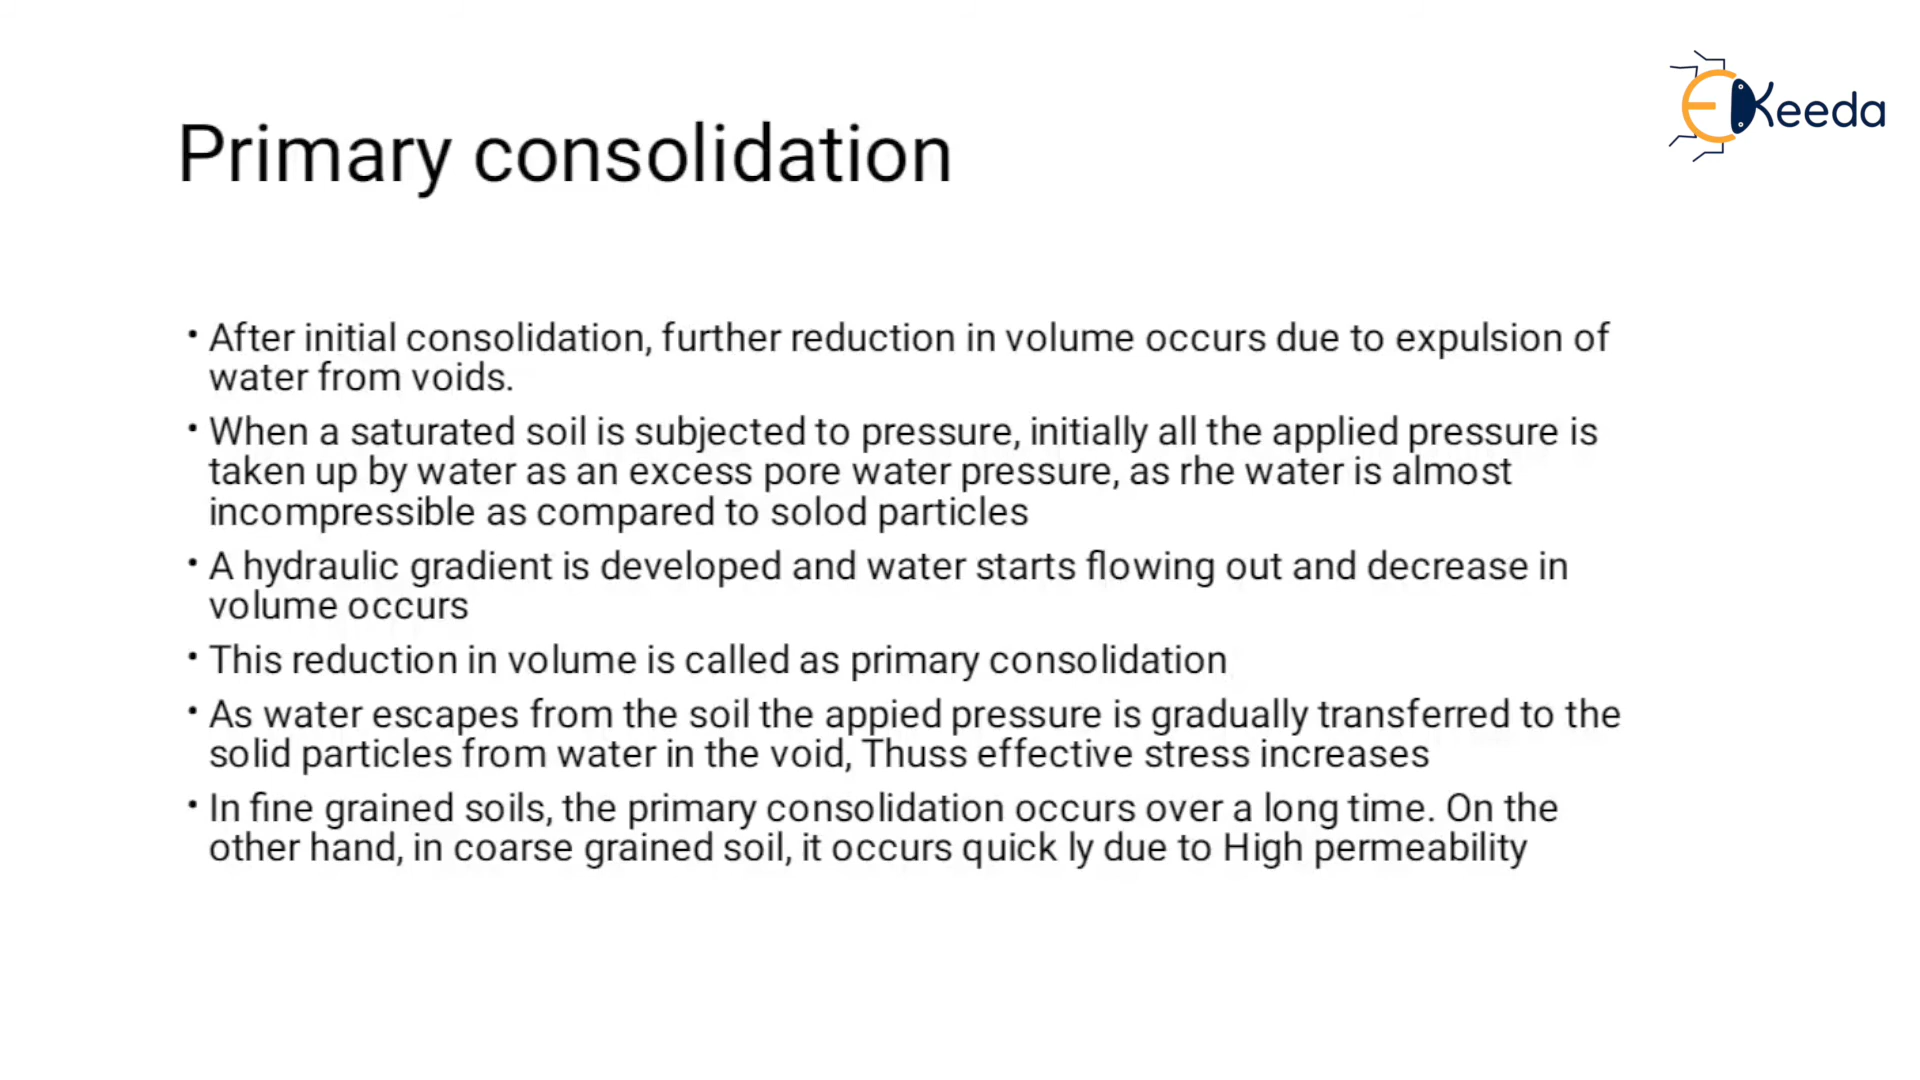 EKeeda
Primary consolidation
• After initial consolidation, further reduction in volume occurs due to expulsion of
water from voids.
• When a saturated soil is subjected to pressure, initially all the applied pressure is
taken up by water as an excess pore water pressure, as rhe water is almost
incompressible as compared to solod particles
• A hydraulic gradient is developed and water starts flowing out and decrease in
volume occurs
• This reduction in volume is called as primary consolidation
• As water escapes from the soil the appied pressure is gradually transferred to the
solid particles from water in the void, Thuss effective stress increases
• In fine grained soils, the primary consolidation occurs over a long time. On the
other hand, in coarse grained soil, it occurs quick ly due to High permeability